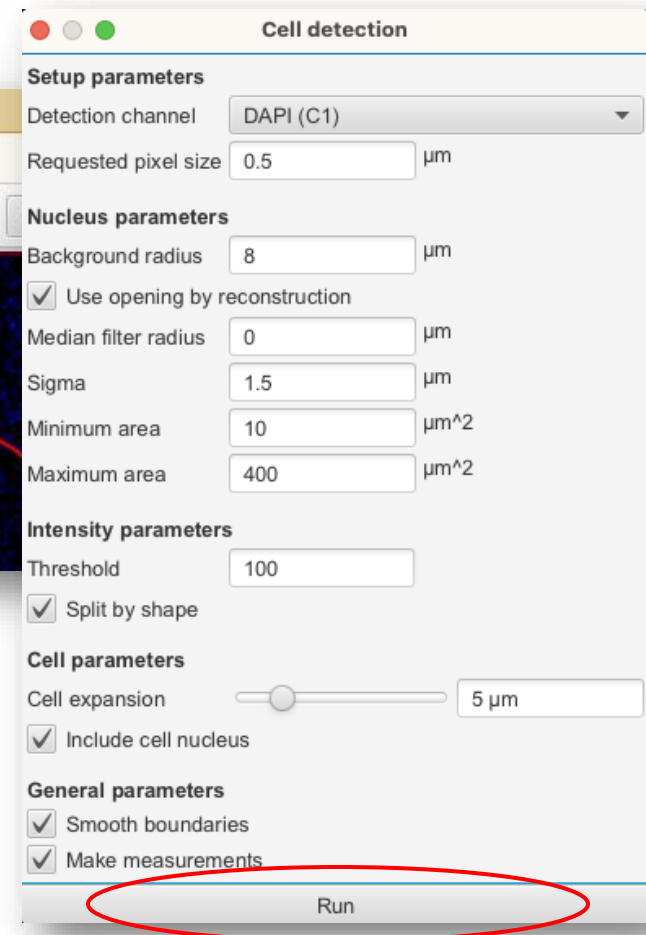 Cell detection
Setup parameters
Detection channel DAPI (C1)
Requested pixel size 0.5 µm
Nucleus parameters
Background radius 8 µm
Use opening by reconstruction
Median filter radius 0 µm
Sigma 1.5 µm
Minimum area 10 µm^2
Maximum area 400 µm^2
Intensity parameters
Threshold 100
Split by shape
Cell parameters
Cell expansion 5 µm
Include cell nucleus
General parameters
Smooth boundaries
Make measurements
Run